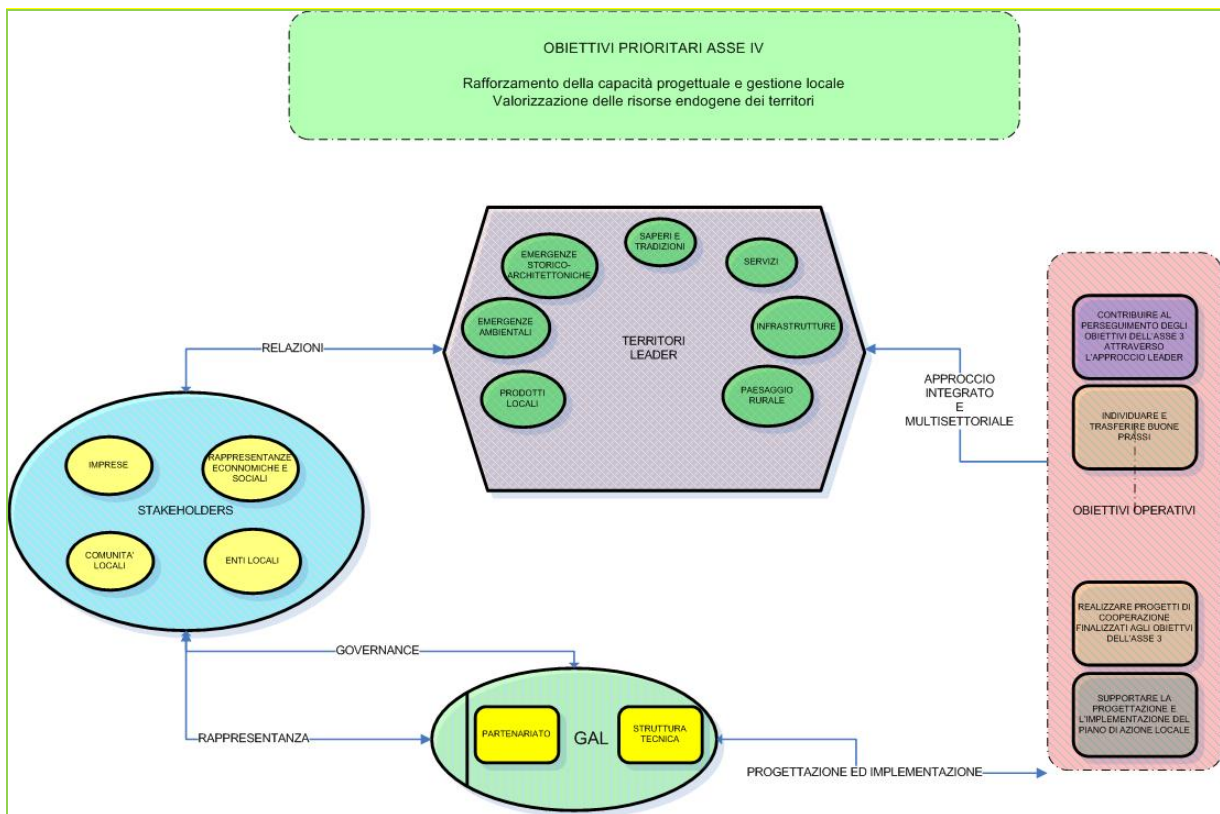 OBIETTIVI PRIORITARI ASSE IV
Rafforzamento della capacità progettuale e gestione locale
Valorizzazione delle risorse endogene dei territori
SAPERI E
TRADIZIONI
EMERGENZE
STORICO-
ARCHITETTONICHE
SERVIZI
EMERGENZE
AMBIENTALI
INFRASTRUTTURE
TERRITORI
LEADER
PRODOTTI
LOCALI
PAESAGGIO
RURALE
RELAZIONI
APPROCCIO
INTEGRATO
E
MULTISETTORIALE
CONTRIBUIRE AL
PERSEGUIMENTO DEGLI
OBIETTIVI DELL'ASSE 3
ATTRAVERSO
L'APPROCCIO LEADER
INDIVIDUARE E
TRASFERIRE BUONE
PRASSI
OBIETTIVI OPERATIVI
REALIZZARE PROGETTI DI
COOPERAZIONE
FINALIZZATI AGLI OBIETTVI
DELL'ASSE 3
SUPPORTARE LA
PROGETTAZIONE E
L'IMPLEMENTAZIONE DEL
PIANO DI AZIONE LOCALE
IMPRESE
RAPPRESENTANZE
ECONNOMICHE E
SOCIALI
STAKEHOLDERS
COMUNITA'
LOCALI
ENTI LOCALI
GOVERNANCE
RAPPRESENTANZA
PARTENARIATO
GAL
STRUTTURA
TECNICA
PROGETTAZIONE ED IMPLEMENTAZIONE